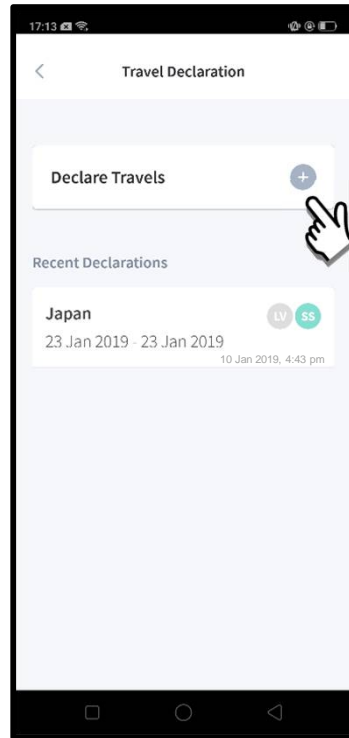 17:13
Travel Declaration
Declare Travels
Recent Declarations
Japan
LV SS
23 Jan 2019 - 23 Jan 2019
10 Jan 2019, 4:43 pm